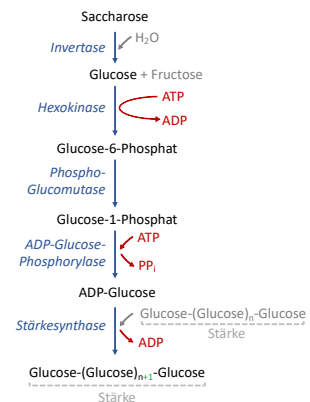 Saccharose
Invertase
H₂O
Glucose + Fructose
Hexokinase
ATP
ADP
Glucose-6-Phosphat
Phospho-
Glucomutase
Glucose-1-Phosphat
ADP-Glucose-
Phosphorylase
ATP
PPᵢ
ADP-Glucose
Stärkesynthase
Glucose-(Glucose)ₙ-Glucose
Stärke
ADP
Glucose-(Glucose)ₙ₊₁-Glucose
Stärke